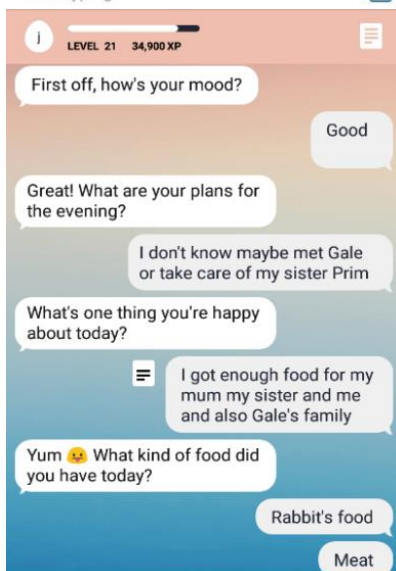 j
LEVEL 21 34,900 XP
First off, how's your mood?
Good
Great! What are your plans for
the evening?
I don't know maybe met Gale
or take care of my sister Prim
What's one thing you're happy
about today?
I got enough food for my
mum my sister and me
and also Gale's family
Yum 😛 What kind of food did
you have today?
Rabbit's food
Meat